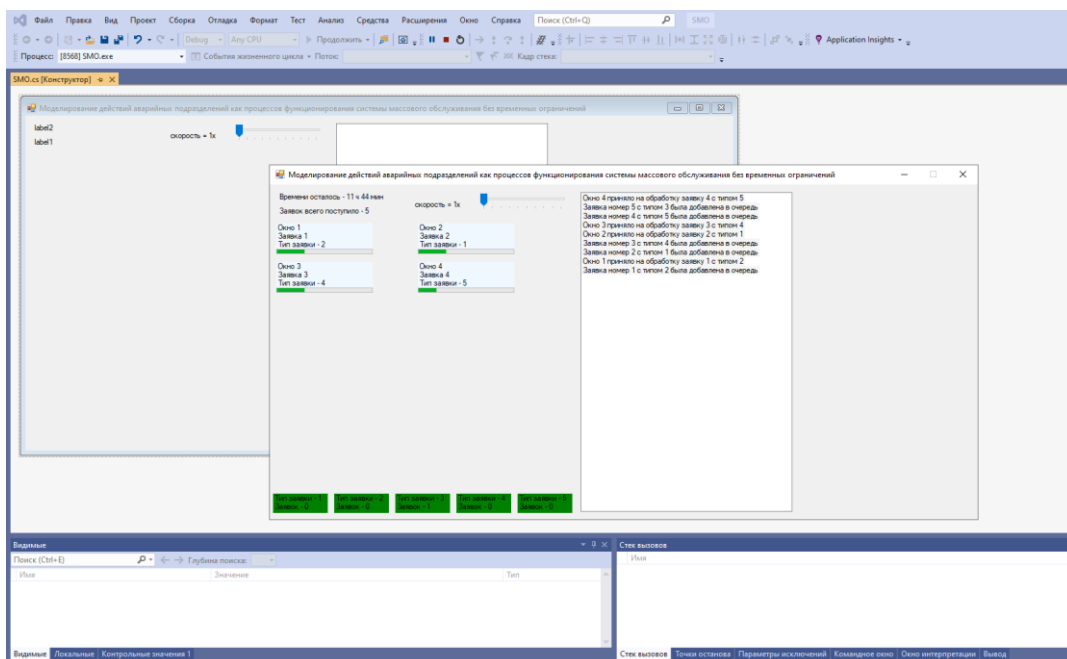 Файл Правка Вид Проект Сборка Отладка Формат Тест Анализ Средства Расширения Окно Справка Поиск (Ctrl+Q) SMO
Debug Any CPU Продолжить Application Insights
Процесс: [8568] SMO.exe События жизненного цикла Поток: Кадр стека:
SMO.cs [Конструктор]
Моделирование действий аварийных подразделений как процессов функционирования системы массового обслуживания без временных ограничений
label2
label1
скорость = 1x
Моделирование действий аварийных подразделений как процессов функционирования системы массового обслуживания без временных ограничений
Времени осталось - 11 ч 44 мин
Заявок всего поступило - 5
скорость = 1x
Окно 1
Заявка 1
Тип заявки - 2
Окно 2
Заявка 2
Тип заявки - 1
Окно 3
Заявка 3
Тип заявки - 4
Окно 4
Заявка 4
Тип заявки - 5
Окно 4 приняло на обработку заявку 4 с типом 5
Заявка номер 5 с типом 3 была добавлена в очередь
Заявка номер 4 с типом 5 была добавлена в очередь
Окно 3 приняло на обработку заявку 3 с типом 4
Окно 2 приняло на обработку заявку 2 с типом 1
Заявка номер 3 с типом 4 была добавлена в очередь
Заявка номер 2 с типом 1 была добавлена в очередь
Окно 1 приняло на обработку заявку 1 с типом 2
Заявка номер 1 с типом 2 была добавлена в очередь
Тип заявки - 1
Заявок - 0
Тип заявки - 2
Заявок - 0
Тип заявки - 3
Заявок - 1
Тип заявки - 4
Заявок - 0
Тип заявки - 5
Заявок - 0
Видимые
Поиск (Ctrl+E) Глубина поиска:
Имя Значение Тип
Видимые Локальные Контрольные значения 1
Стек вызовов
Имя
Стек вызовов Точки останова Параметры исключений Командное окно Окно интерпретации Вывод